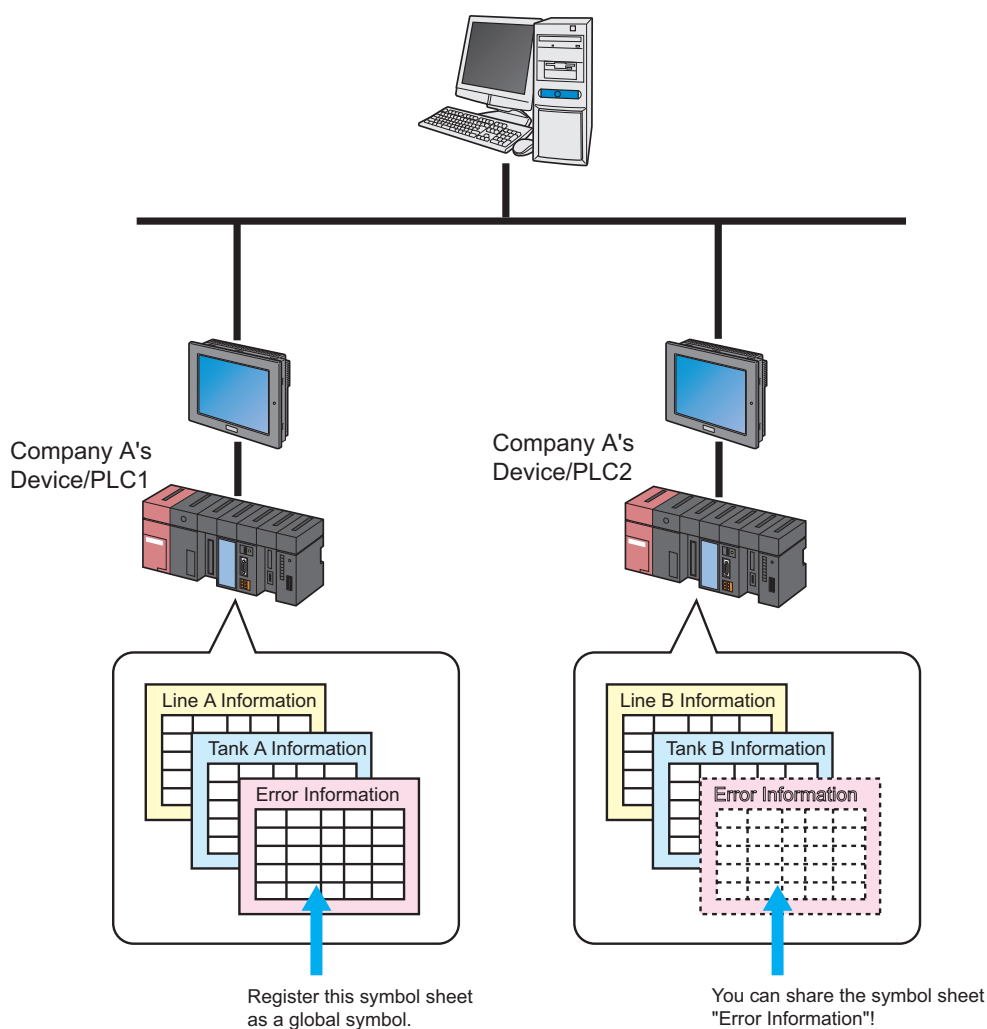 Company A's
Device/PLC1
Company A's
Device/PLC2
Line A Information
Tank A Information
Error Information
Line B Information
Tank B Information
Error Information
Register this symbol sheet
as a global symbol.
You can share the symbol sheet
"Error Information"!